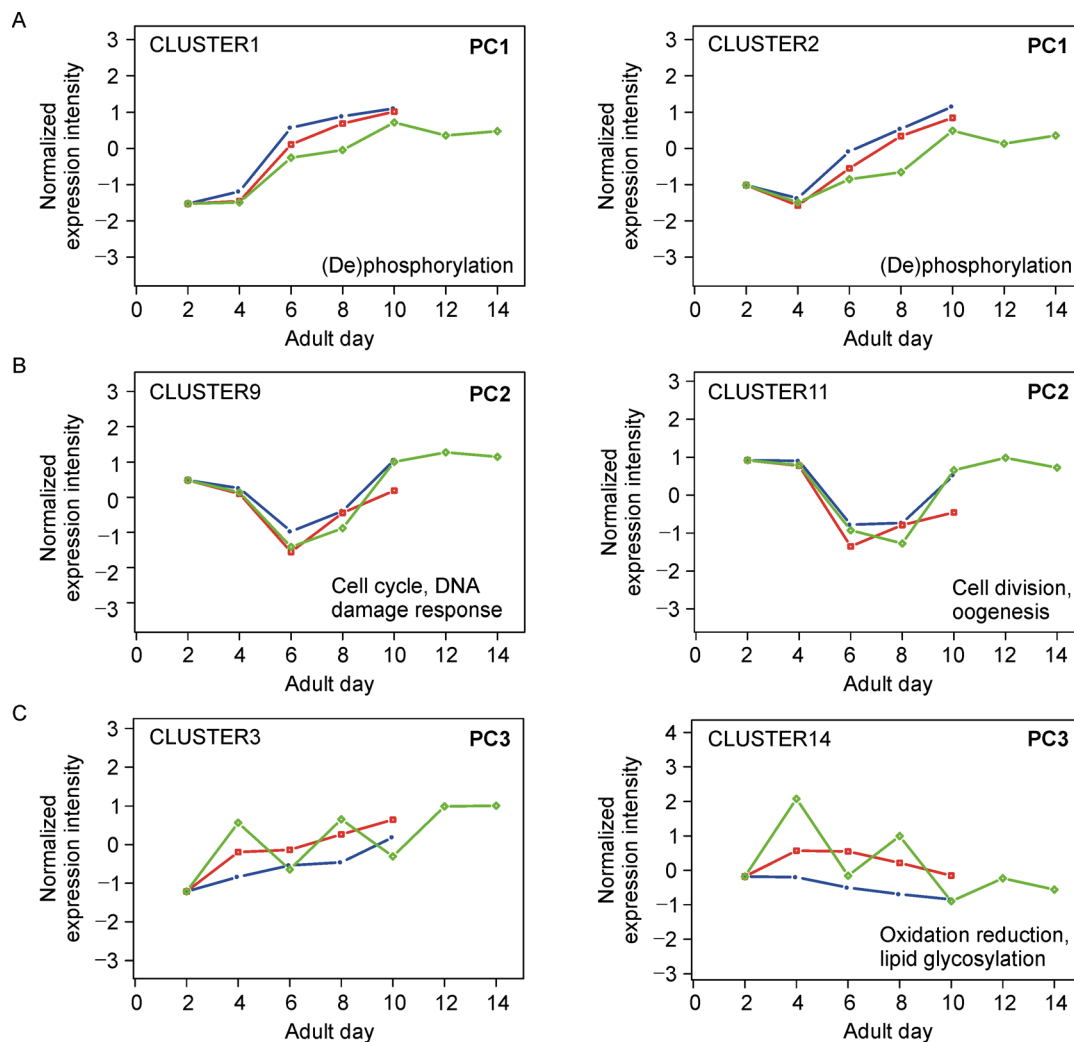 A
CLUSTER1
PC1
Normalized
expression intensity
3
2
1
0
−1
−2
−3
(De)phosphorylation
0 2 4 6 8 10 12 14
Adult day
CLUSTER2
PC1
Normalized
expression intensity
3
2
1
0
−1
−2
−3
(De)phosphorylation
0 2 4 6 8 10 12 14
Adult day
B
CLUSTER9
PC2
Normalized
expression intensity
3
2
1
0
−1
−2
−3
Cell cycle, DNA
damage response
0 2 4 6 8 10 12 14
Adult day
CLUSTER11
PC2
Normalized
expression intensity
3
2
1
0
−1
−2
−3
Cell division,
oogenesis
0 2 4 6 8 10 12 14
Adult day
C
CLUSTER3
PC3
Normalized
expression intensity
3
2
1
0
−1
−2
−3
0 2 4 6 8 10 12 14
Adult day
CLUSTER14
PC3
Normalized
expression intensity
4
3
2
1
0
−1
−2
−3
Oxidation reduction,
lipid glycosylation
0 2 4 6 8 10 12 14
Adult day